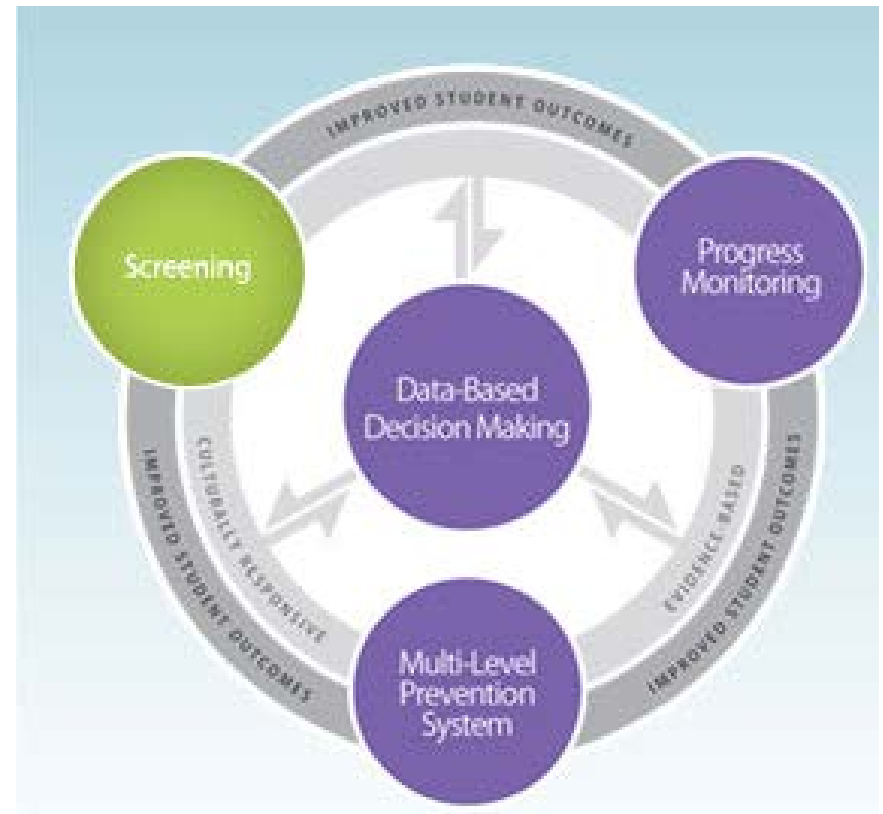 IMPROVED STUDENT OUTCOMES
Screening
Progress
Monitoring
Data-Based
Decision Making
CULTURALLY RESPONSIVE
EVIDENCE-BASED
IMPROVED STUDENT OUTCOMES
IMPROVED STUDENT OUTCOMES
Multi-Level
Prevention
System